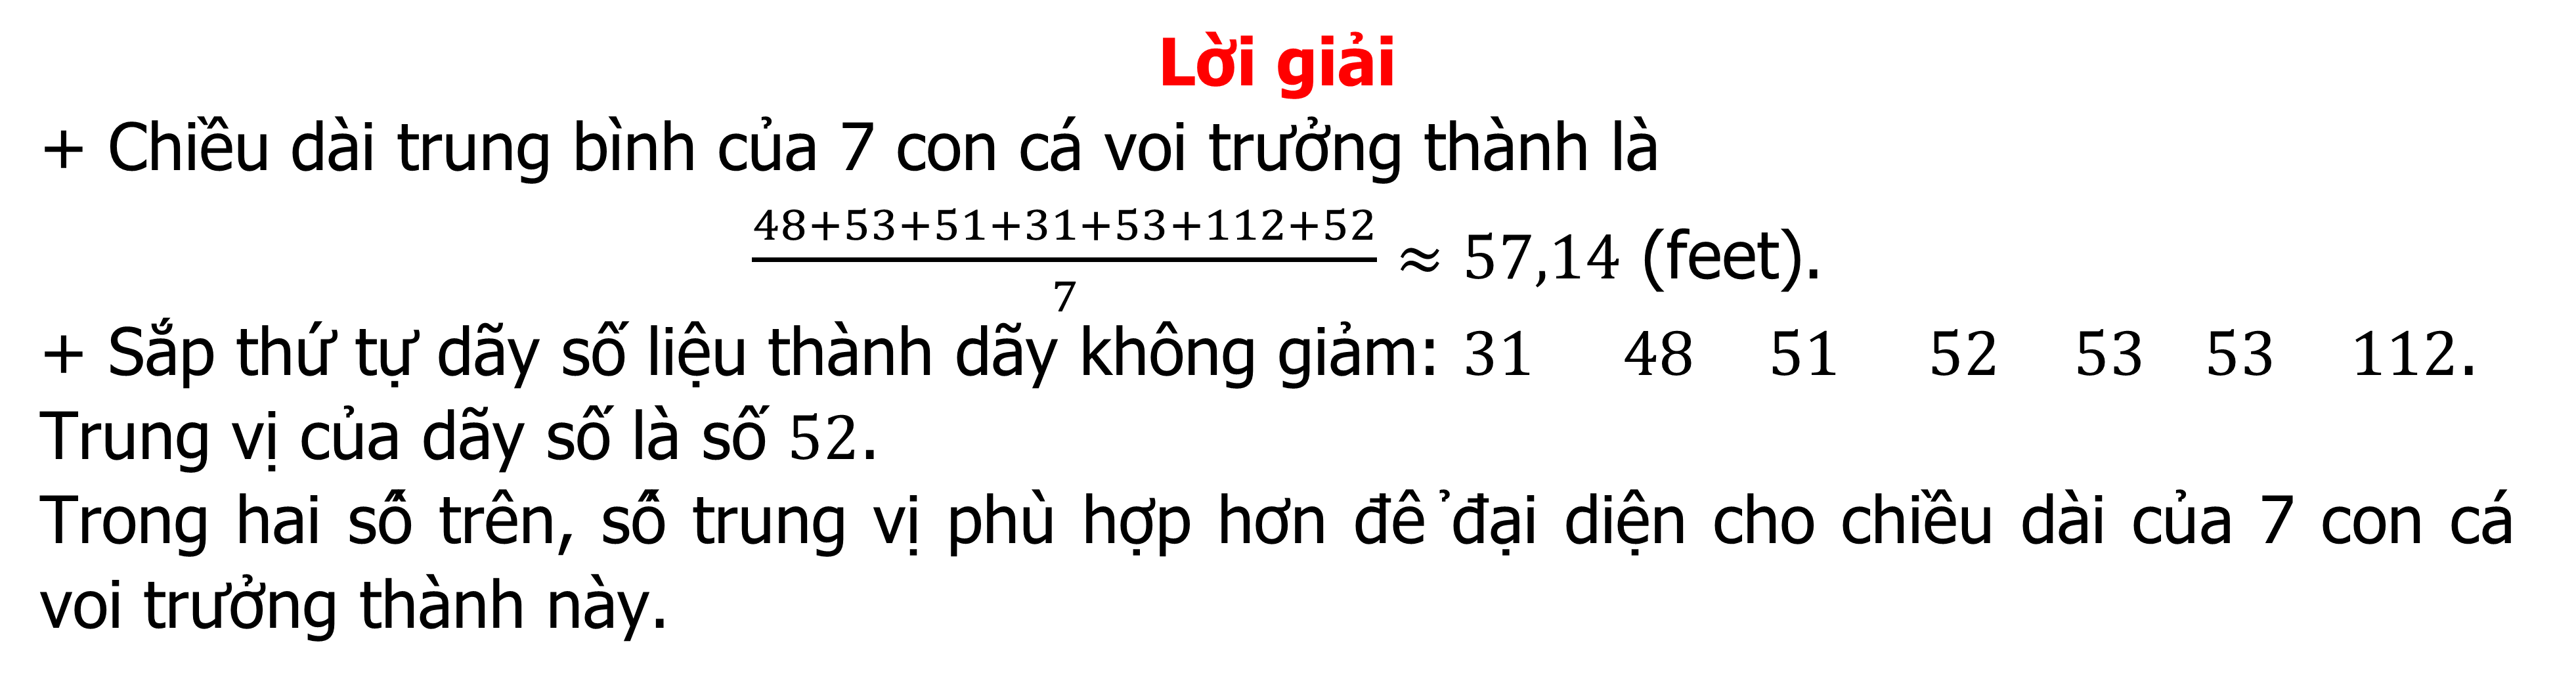 Lời giải
+ Chiều dài trung bình của 7 con cá voi trưởng thành là
48+53+51+31+53+112+52
7
≈ 57,14 (feet).
+ Sắp thứ tự dãy số liệu thành dãy không giảm: 31 48 51 52 53 53 112.
Trung vị của dãy số là số 52.
Trong hai số trên, số trung vị phù hợp hơn để đại diện cho chiều dài của 7 con cá
voi trưởng thành này.